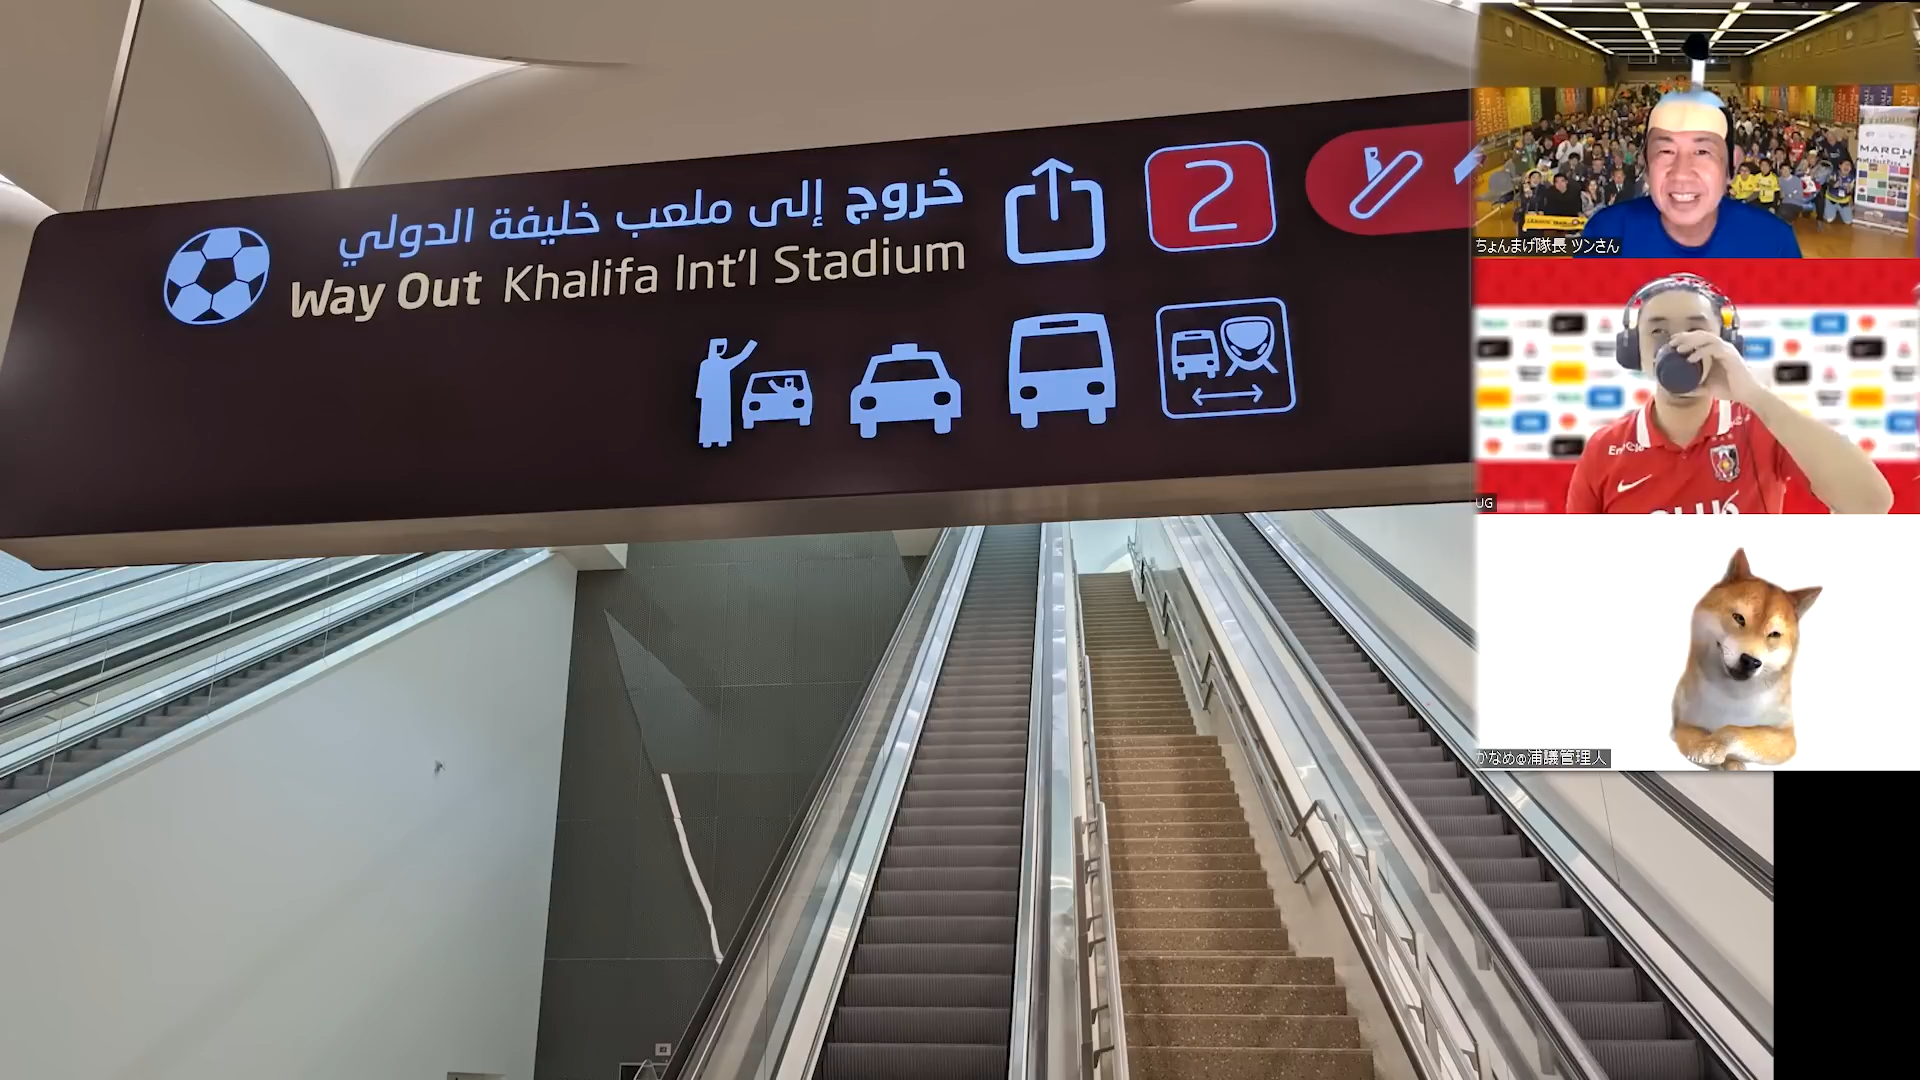 خروج إلى ملعب خليفة الدولي
Way Out Khalifa Int'l Stadium
2
MARCH
ちょんまげ隊長 ツンさん
UG
かなめ@浦議管理人